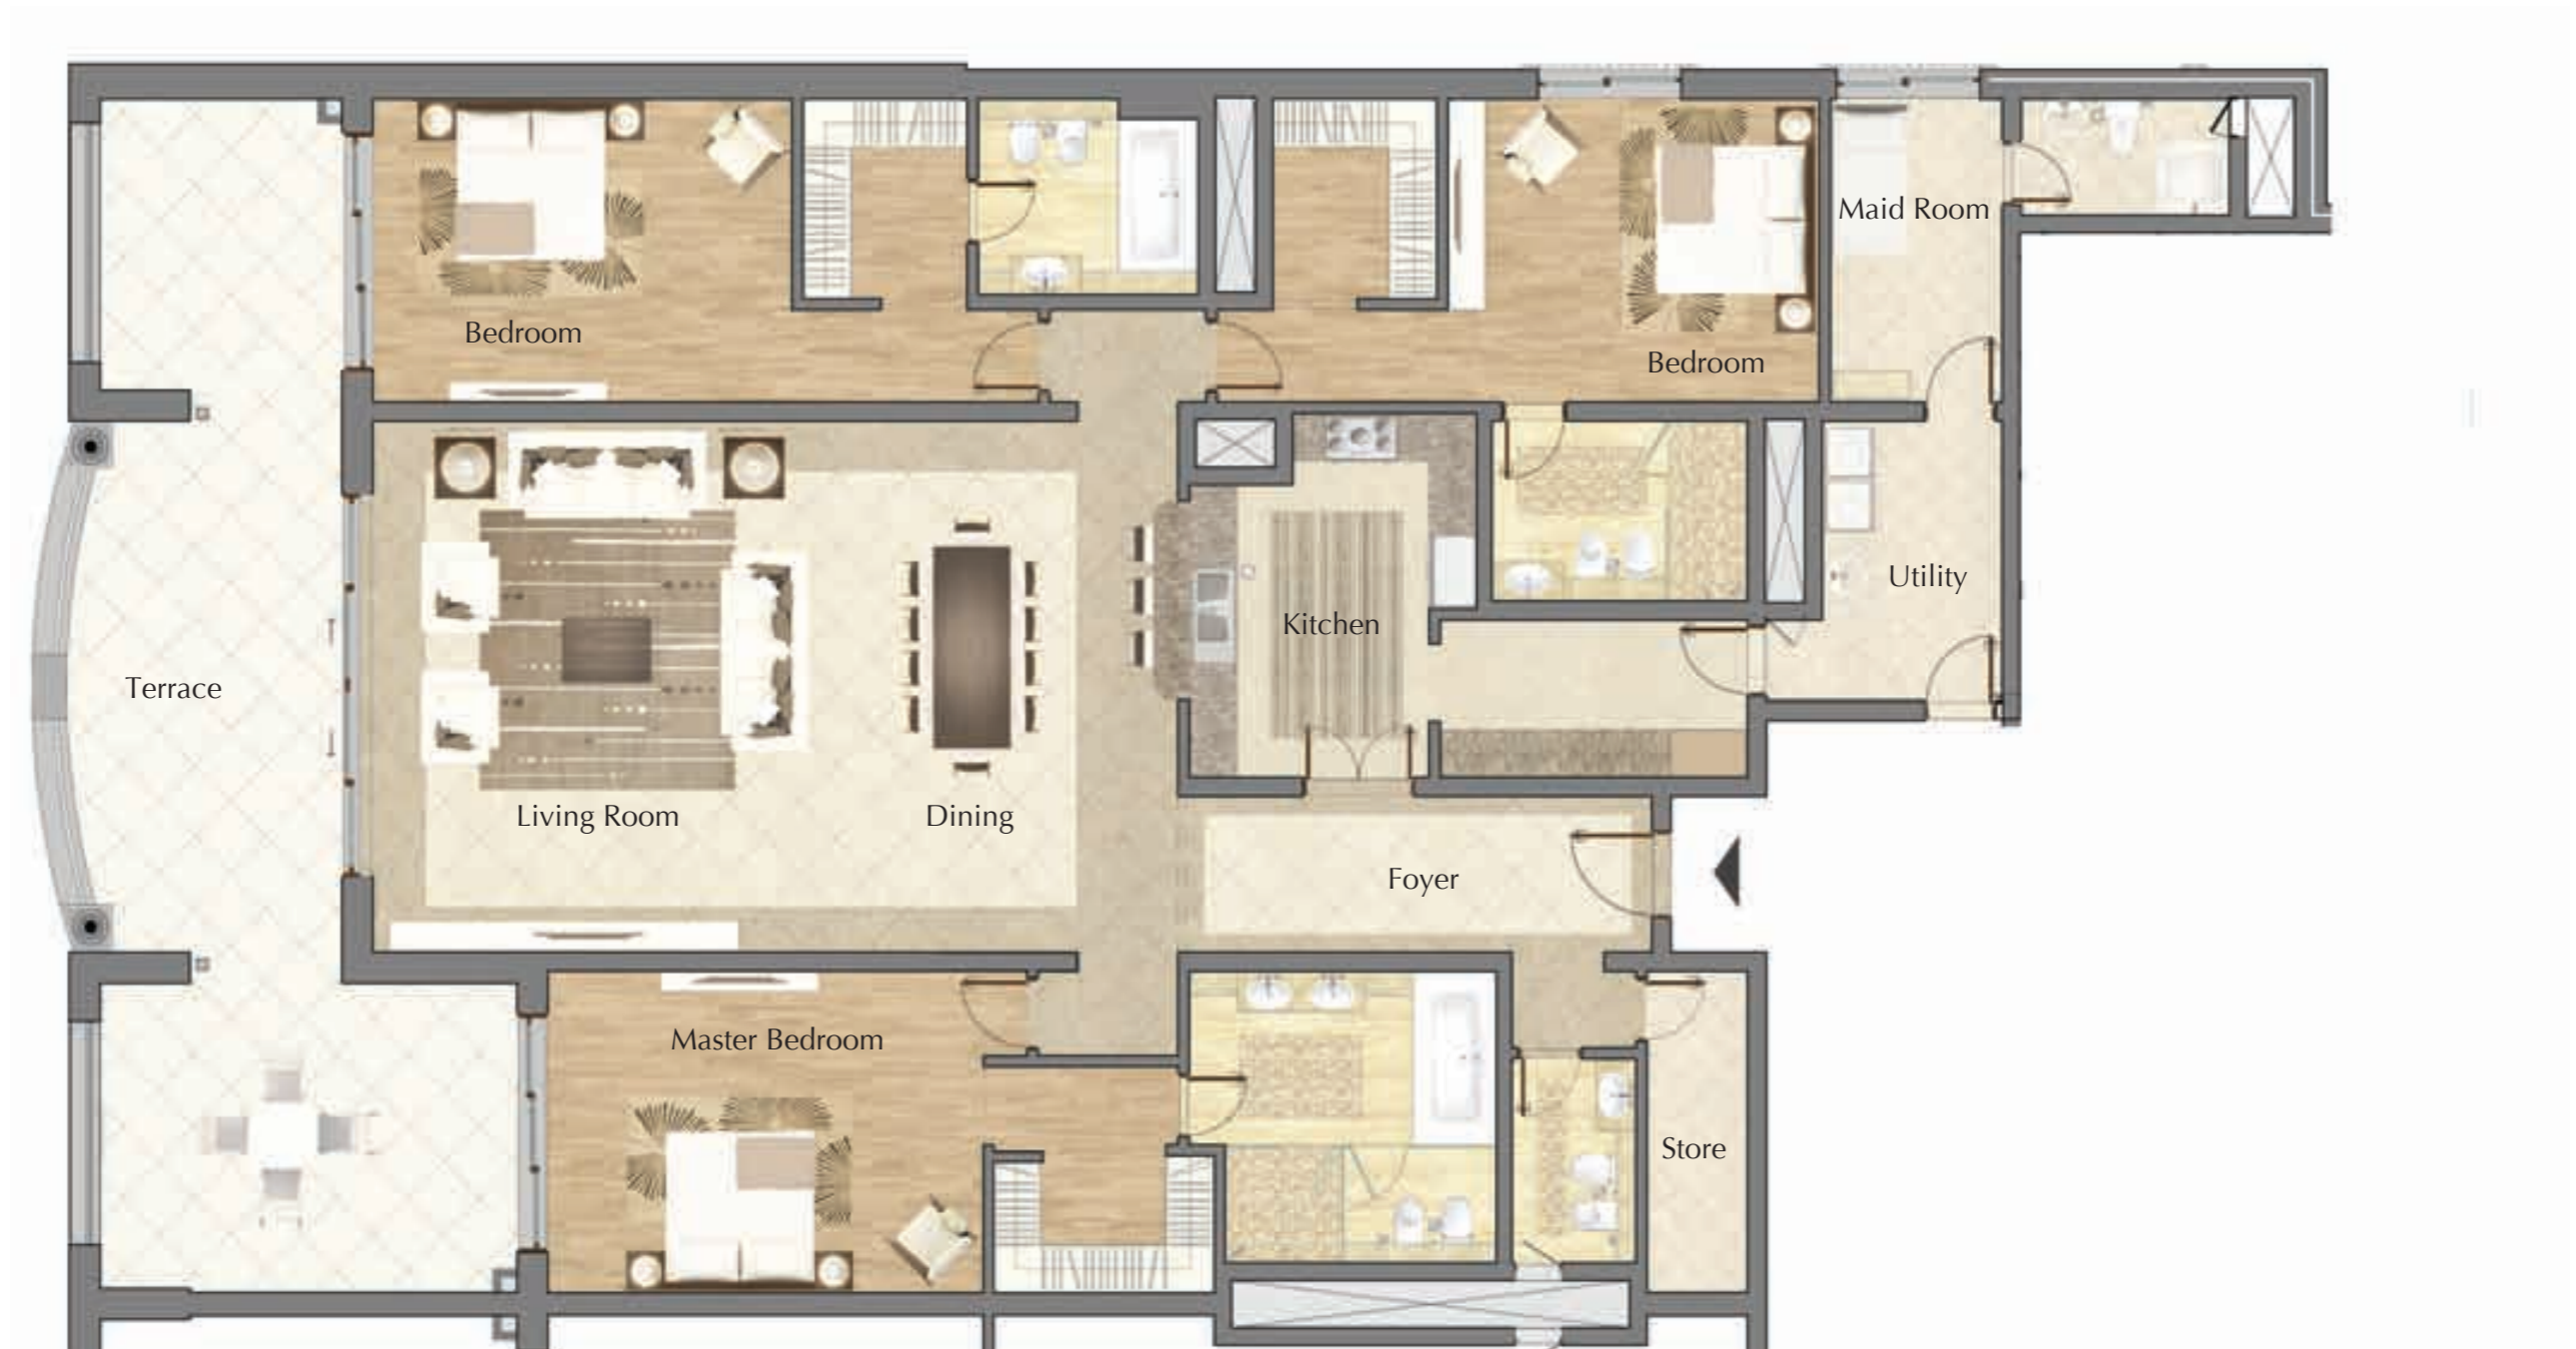 Maid Room
Bedroom
Bedroom
Utility
Kitchen
Terrace
Living Room
Dining
Foyer
Master Bedroom
Store